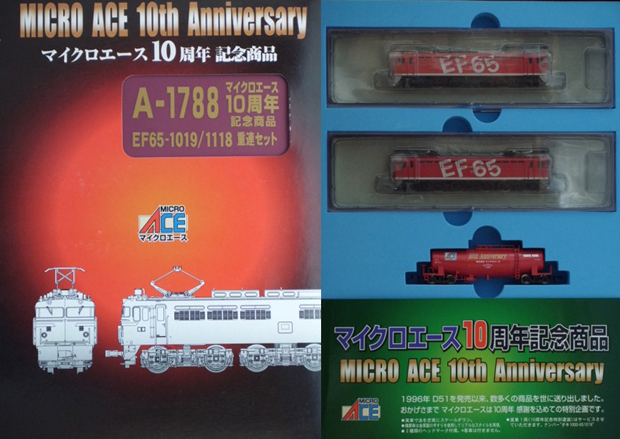 MICRO ACE 10th Anniversary
マイクロエース10周年 記念商品
A-1788
マイクロエース
10周年
記念商品
EF65-1019/1118 重連セット
MICRO
ACE
マイクロエース
EF65
EF65
マイクロエース10周年記念商品
MICRO ACE 10th Anniversary
1996年 D51を発売以来、数多くの商品を世に送り出しました。
おかげさまで マイクロエースは10周年 感謝を込めての特別企画です。
MICRO
ACE